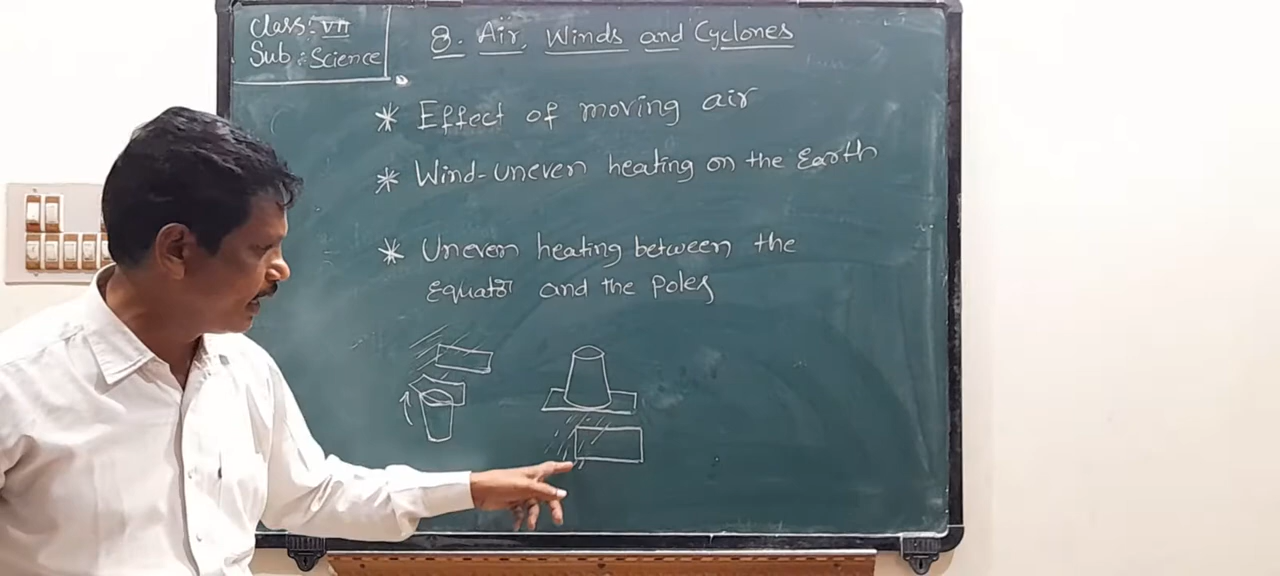 Class: VII
Sub: Science
8. Air, Winds and Cyclones
* Effect of moving air
* Wind-uneven heating on the Earth
* Uneven heating between the
Equator and the Poles